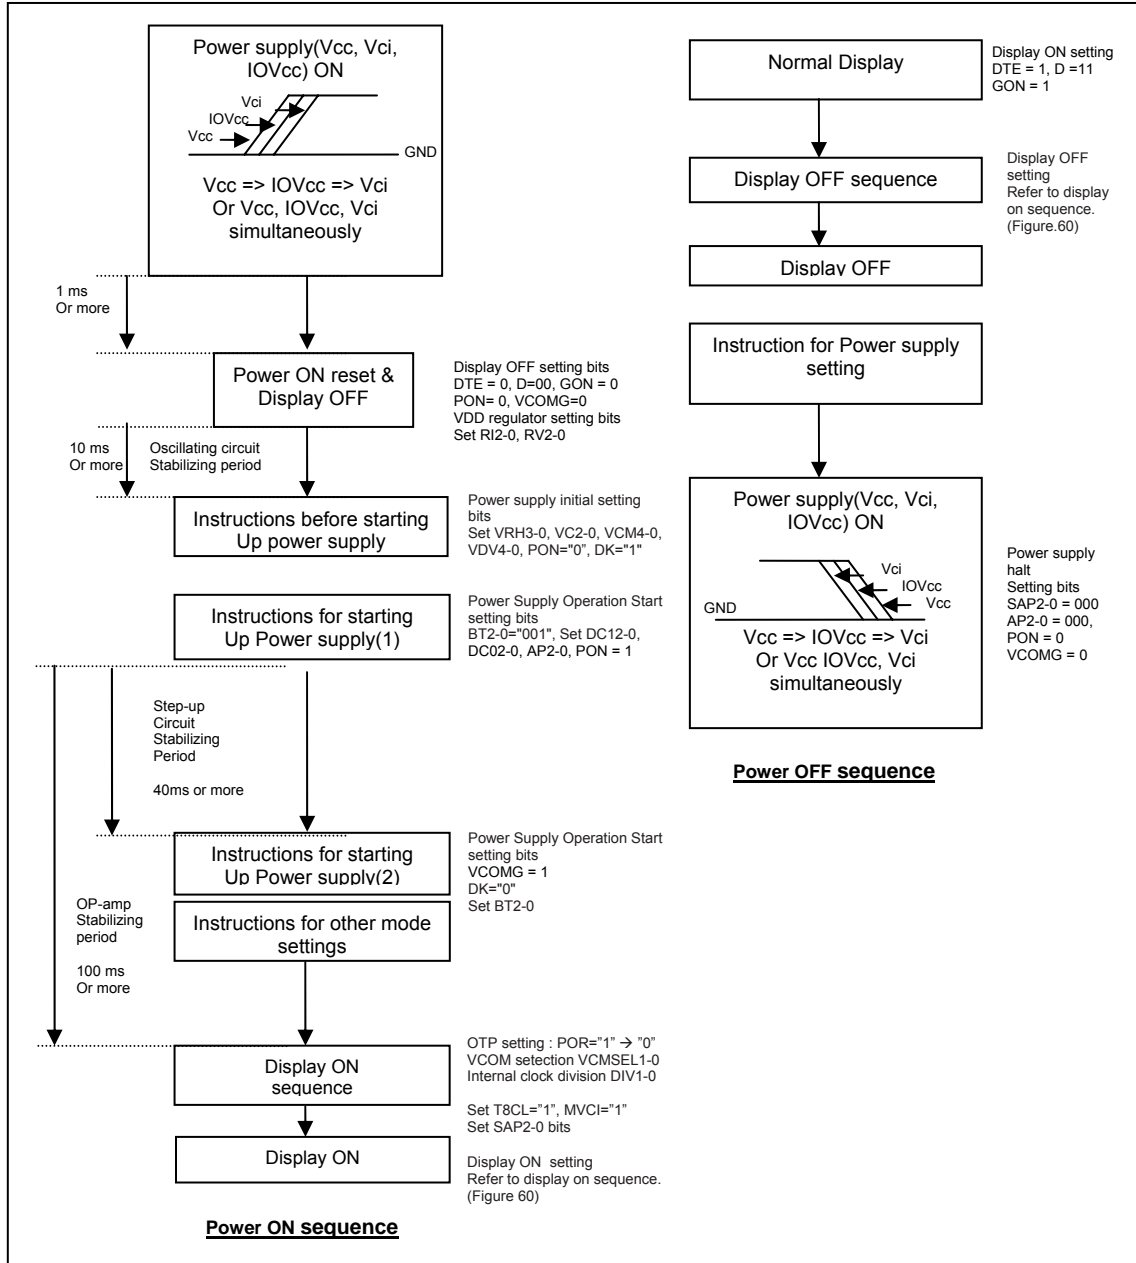 Power supply(Vcc, Vci,
IOVcc) ON
Vci
IOVcc
Vcc
GND
Vcc => IOVcc => Vci
Or Vcc, IOVcc, Vci
simultaneously
1 ms
Or more
Power ON reset &
Display OFF
Display OFF setting bits
DTE = 0, D=00, GON = 0
PON= 0, VCOMG=0
VDD regulator setting bits
Set RI2-0, RV2-0
10 ms
Or more
Oscillating circuit
Stabilizing period
Instructions before starting
Up power supply
Power supply initial setting
bits
Set VRH3-0, VC2-0, VCM4-0,
VDV4-0, PON="0", DK="1"
Instructions for starting
Up Power supply(1)
Power Supply Operation Start
setting bits
BT2-0="001", Set DC12-0,
DC02-0, AP2-0, PON = 1
Step-up
Circuit
Stabilizing
Period
40ms or more
Instructions for starting
Up Power supply(2)
Power Supply Operation Start
setting bits
VCOMG = 1
DK="0"
Set BT2-0
OP-amp
Stabilizing
period
100 ms
Or more
Instructions for other mode
settings
Display ON
sequence
OTP setting : POR="1” → ”0”
VCOM setection VCMSEL1-0
Internal clock division DIV1-0
Set T8CL="1”, MVCI="1”
Set SAP2-0 bits
Display ON
Display ON setting
Refer to display on sequence.
(Figure 60)
Power ON sequence
Normal Display
Display ON setting
DTE = 1, D =11
GON = 1
Display OFF sequence
Display OFF
setting
Refer to display
on sequence.
(Figure.60)
Display OFF
Instruction for Power supply
setting
Power supply(Vcc, Vci,
IOVcc) ON
Vci
IOVcc
Vcc
GND
Vcc => IOVcc => Vci
Or Vcc IOVcc, Vci
simultaneously
Power supply
halt
Setting bits
SAP2-0 = 000
AP2-0 = 000,
PON = 0
VCOMG = 0
Power OFF sequence